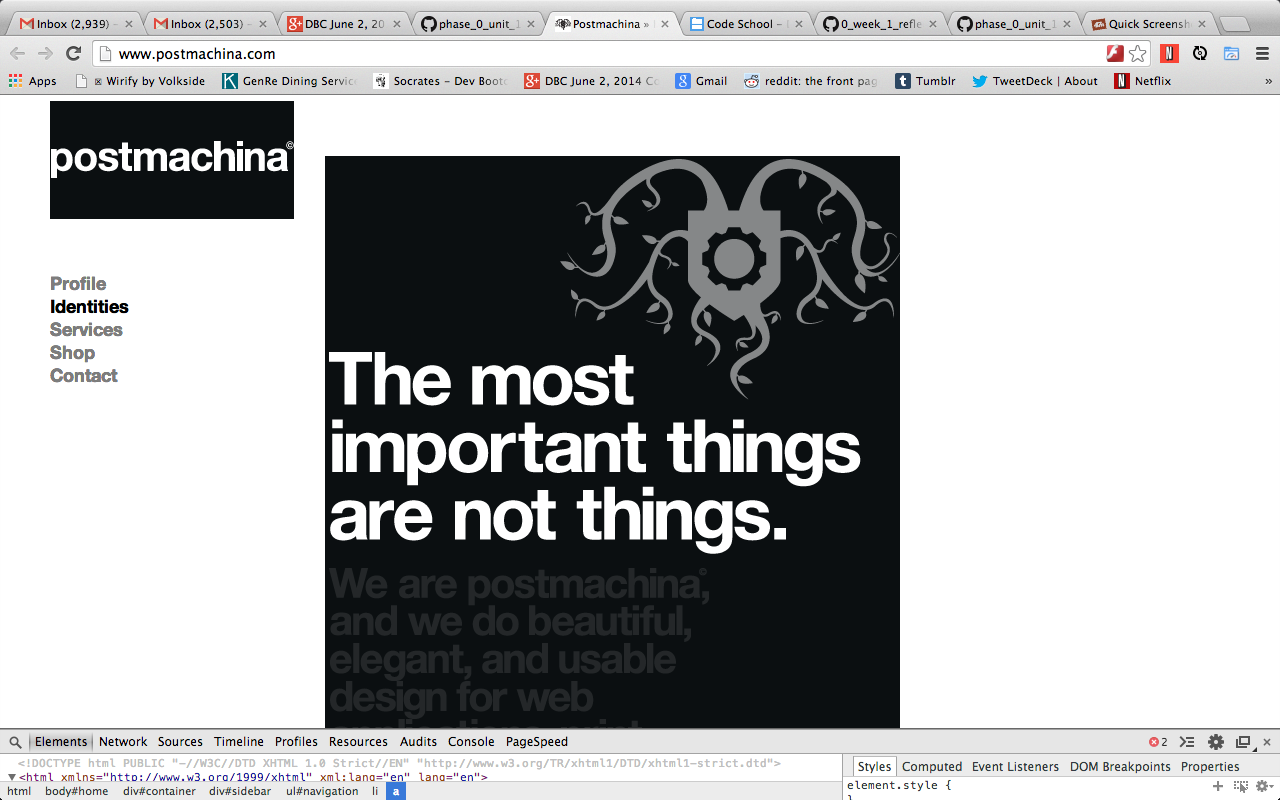 Inbox (2,939) –
Inbox (2,503) –
DBC June 2, 20
phase_0_unit_1
Postmachina » 
Code School –
0_week_1_refle
phase_0_unit_1
Quick Screensh
www.postmachina.com
Apps
Wirify by Volkside
GenRe Dining Servic
Socrates – Dev Boot
DBC June 2, 2014 Co
Gmail
reddit: the front pag
Tumblr
TweetDeck | About
Netflix
»
postmachina©
Profile
Identities
Services
Shop
Contact
The most
important things
are not things.
We are postmachina©,
and we do beautiful,
elegant, and usable
design for web
applications, print,
Elements Network Sources Timeline Profiles Resources Audits Console PageSpeed
2
<!DOCTYPE html PUBLIC "-//W3C//DTD XHTML 1.0 Strict//EN" "http://www.w3.org/TR/xhtml1/DTD/xhtml1-strict.dtd">
<html xmlns="http://www.w3.org/1999/xhtml" xml:lang="en" lang="en">
html body#home div#container div#sidebar ul#navigation li a
Styles Computed Event Listeners DOM Breakpoints Properties
element.style {
}